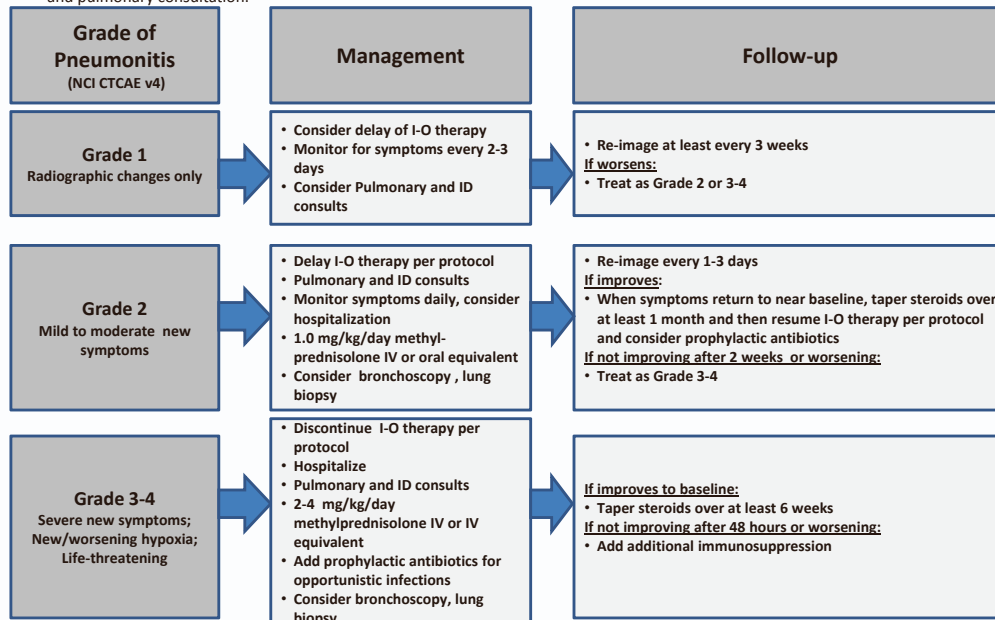 and pulmonary consultation.
Grade of
Pneumonitis
(NCI CTCAE v4)
Management
Follow-up
Grade 1
Radiographic changes only
• Consider delay of I-O therapy
• Monitor for symptoms every 2-3
days
• Consider Pulmonary and ID
consults
• Re-image at least every 3 weeks
If worsens:
• Treat as Grade 2 or 3-4
Grade 2
Mild to moderate new
symptoms
• Delay I-O therapy per protocol
• Pulmonary and ID consults
• Monitor symptoms daily, consider
hospitalization
• 1.0 mg/kg/day methyl-
prednisolone IV or oral equivalent
• Consider bronchoscopy , lung
biopsy
• Re-image every 1-3 days
If improves:
• When symptoms return to near baseline, taper steroids over
at least 1 month and then resume I-O therapy per protocol
and consider prophylactic antibiotics
If not improving after 2 weeks or worsening:
• Treat as Grade 3-4
Grade 3-4
Severe new symptoms;
New/worsening hypoxia;
Life-threatening
• Discontinue I-O therapy per
protocol
• Hospitalize
• Pulmonary and ID consults
• 2-4 mg/kg/day
methylprednisolone IV or IV
equivalent
• Add prophylactic antibiotics for
opportunistic infections
• Consider bronchoscopy, lung
biopsy
If improves to baseline:
• Taper steroids over at least 6 weeks
If not improving after 48 hours or worsening:
• Add additional immunosuppression